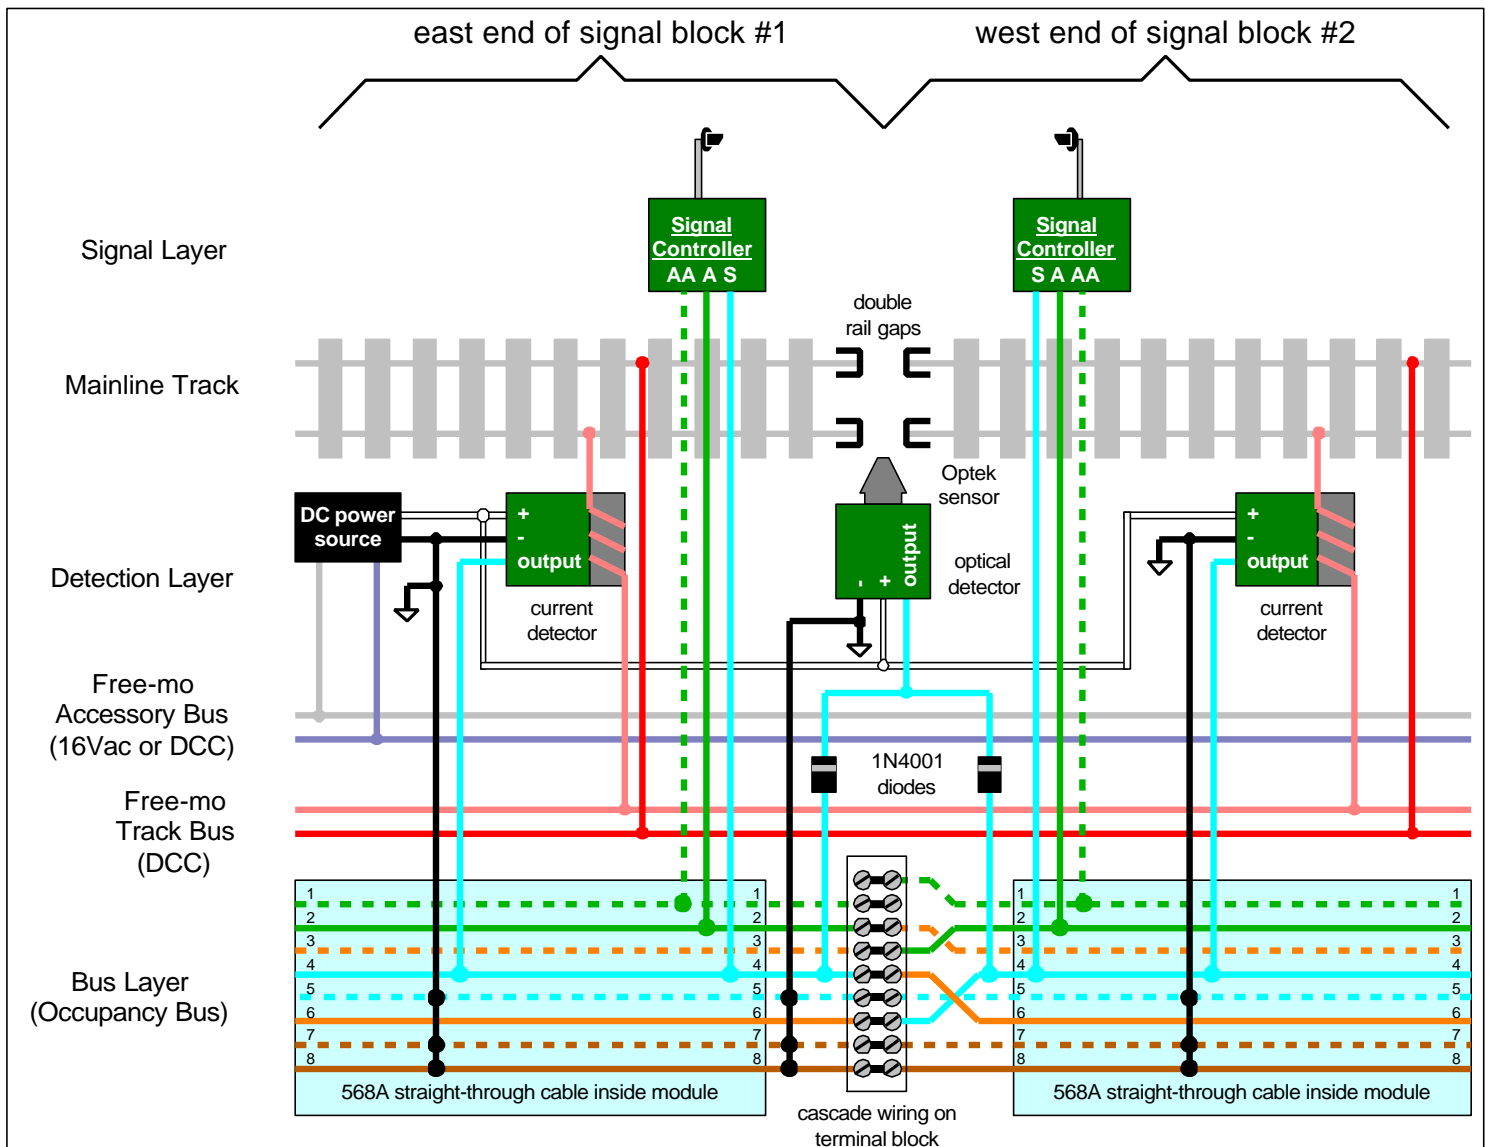 east end of signal block #1
west end of signal block #2
Signal Layer
Signal
Controller
AA A S
Signal
Controller
S A AA
double
rail gaps
Mainline Track
Optek
sensor
DC power
source
+
-
output
current
detector
- + output
optical
detector
+
-
output
current
detector
Detection Layer
Free-mo
Accessory Bus
(16Vac or DCC)
1N4001
diodes
Free-mo
Track Bus
(DCC)
Bus Layer
(Occupancy Bus)
1 1
2 2
3 3
4 4
5 5
6 6
7 7
8 8
568A straight-through cable inside module
1 1
2 2
3 3
4 4
5 5
6 6
7 7
8 8
568A straight-through cable inside module
cascade wiring on
terminal block